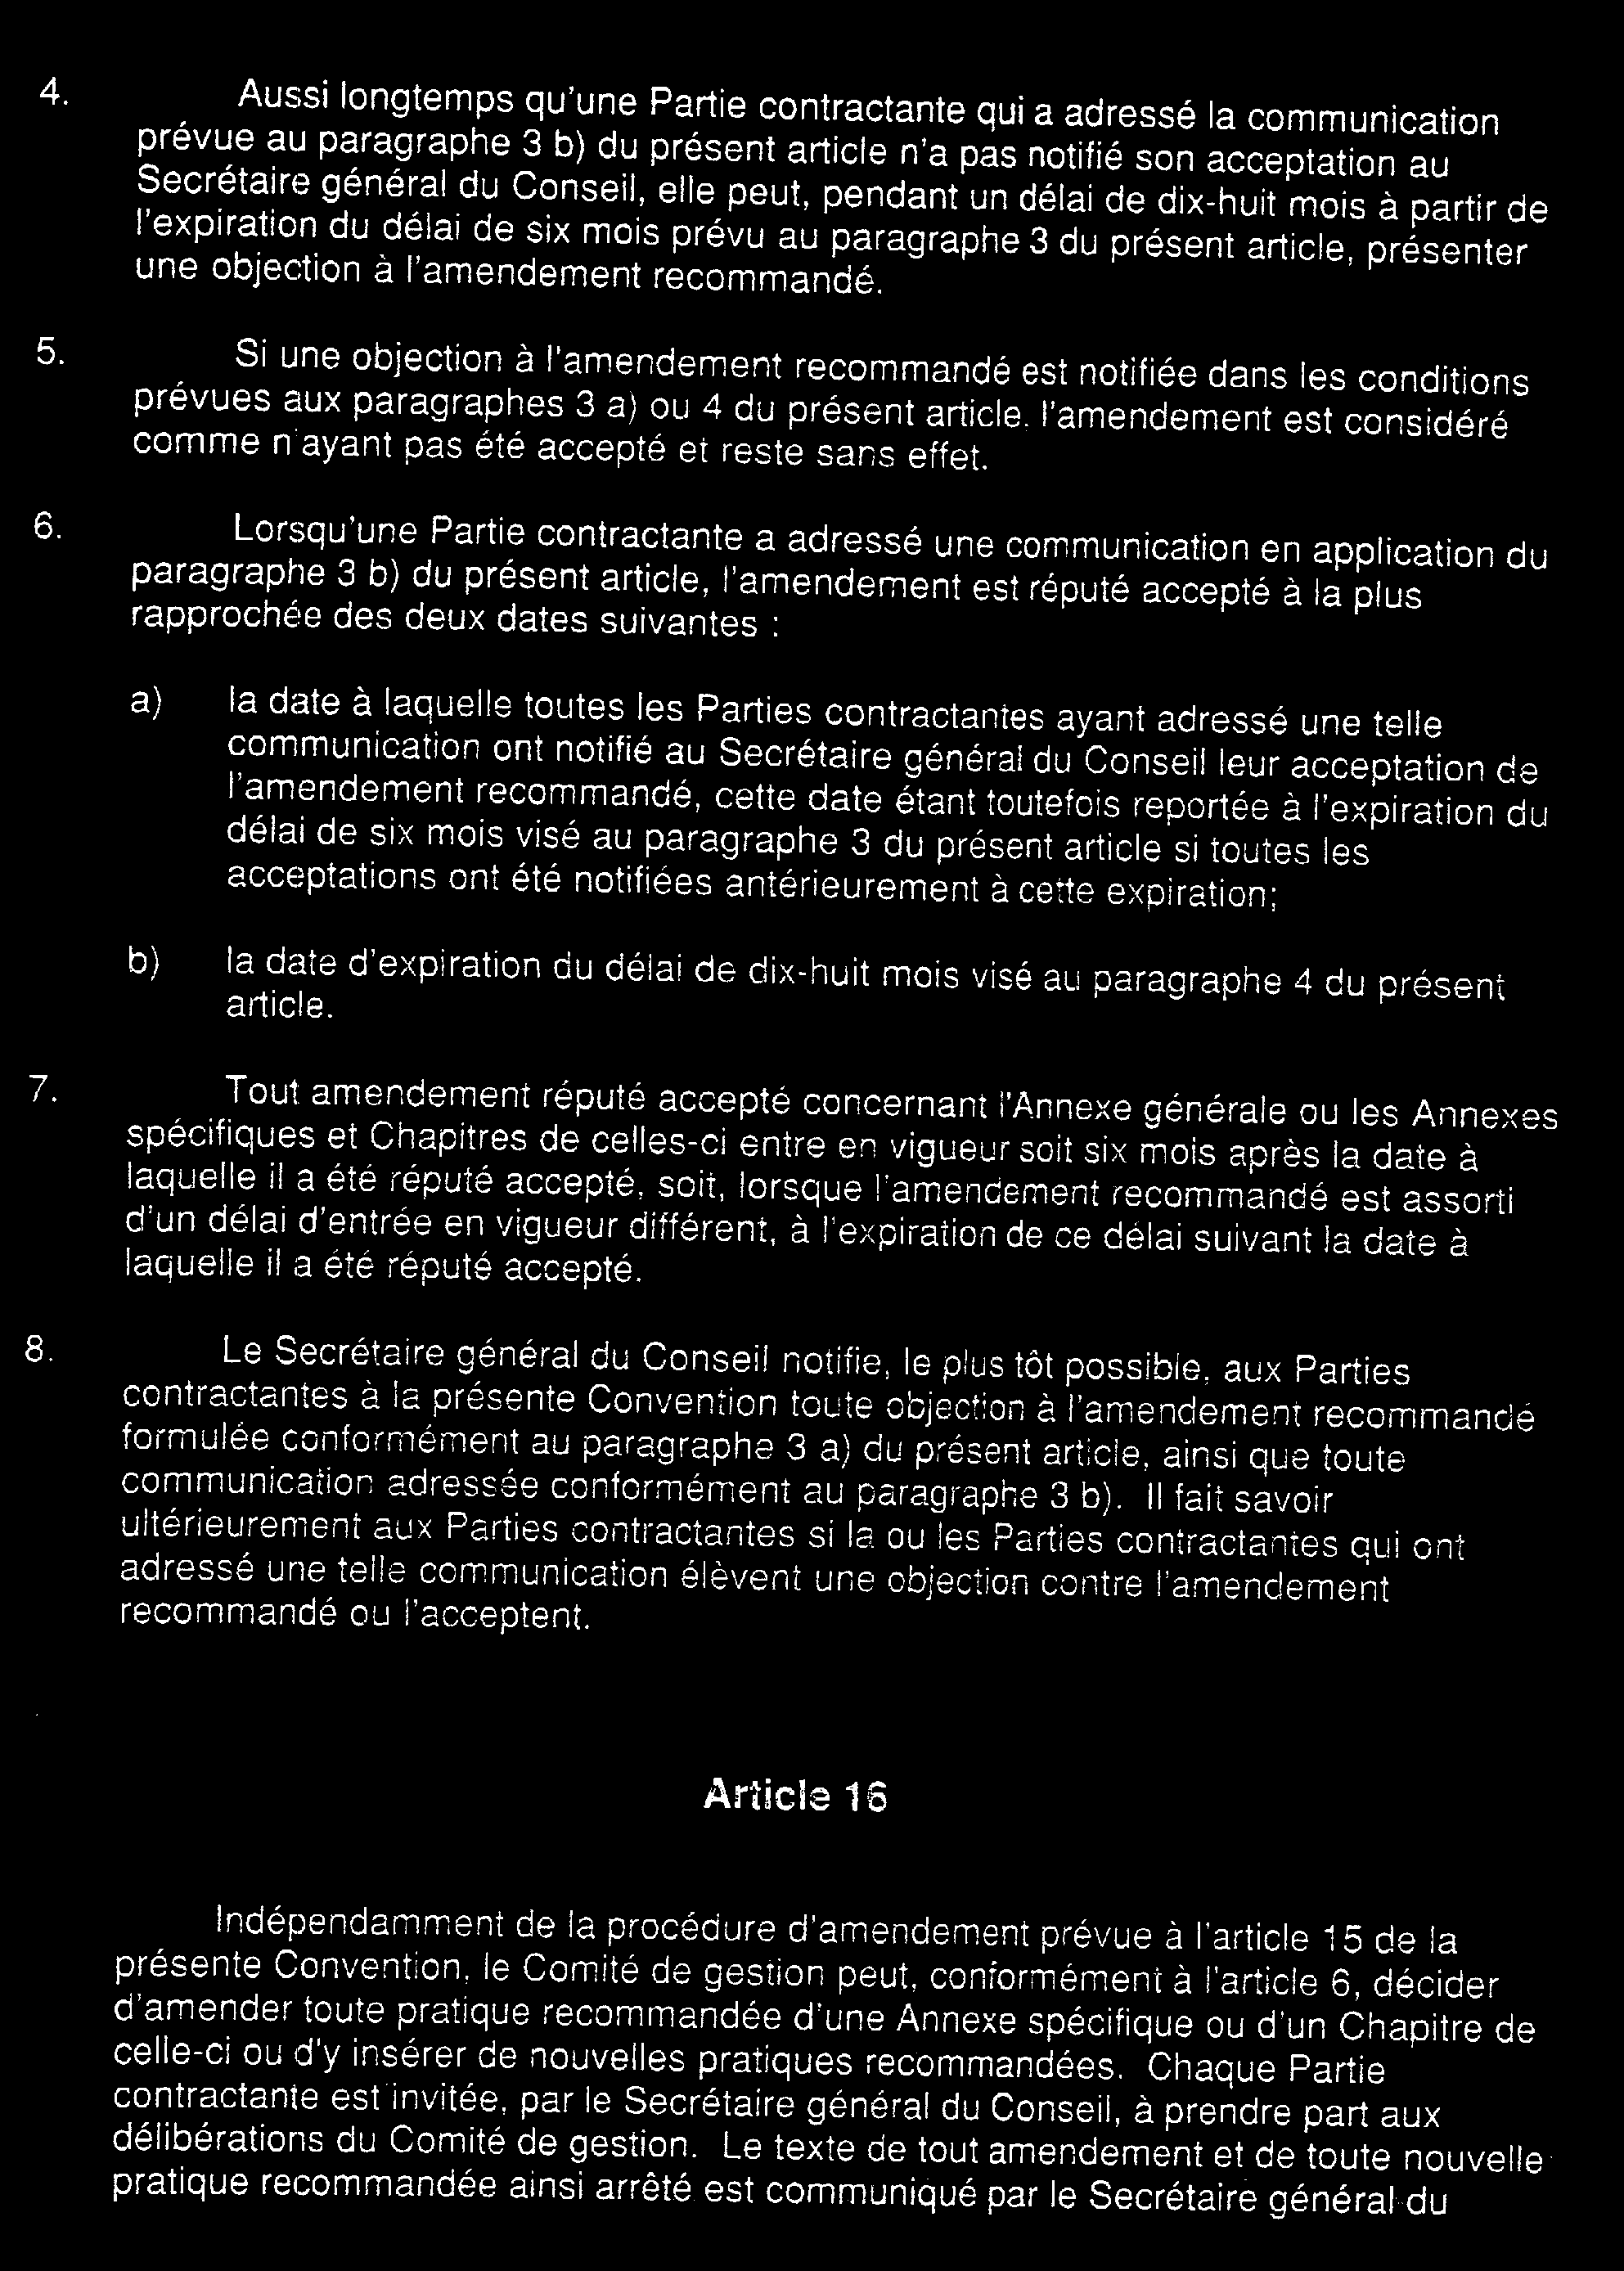 4. Aussi longtemps qu'une Partie contractante qui a adressé la communication
prévue au paragraphe 3 b) du présent article n'a pas notifié son acceptation au
Secrétaire général du Conseil, elle peut, pendant un délai de dix-huit mois à partir de
l'expiration du délai de six mois prévu au paragraphe 3 du présent article, présenter
une objection à l'amendement recommandé.
5. Si une objection à l'amendement recommandé est notifiée dans les conditions
prévues aux paragraphes 3 a) ou 4 du présent article, l'amendement est considéré
comme n'ayant pas été accepté et reste sans effet.
6. Lorsqu'une Partie contractante a adressé une communication en application du
paragraphe 3 b) du présent article, l'amendement est réputé accepté à la plus
rapprochée des deux dates suivantes :
a) la date à laquelle toutes les Parties contractantes ayant adressé une telle
communication ont notifié au Secrétaire général du Conseil leur acceptation de
l'amendement recommandé, cette date étant toutefois reportée à l'expiration du
délai de six mois visé au paragraphe 3 du présent article si toutes les
acceptations ont été notifiées antérieurement à cette expiration;
b) la date d'expiration du délai de dix-huit mois visé au paragraphe 4 du présent
article.
7. Tout amendement réputé accepté concernant l'Annexe générale ou les Annexes
spécifiques et Chapitres de celles-ci entre en vigueur soit six mois après la date à
laquelle il a été réputé accepté, soit, lorsque l'amendement recommandé est assorti
d'un délai d'entrée en vigueur différent, à l'expiration de ce délai suivant la date à
laquelle il a été réputé accepté.
8. Le Secrétaire général du Conseil notifie, le plus tôt possible, aux Parties
contractantes à la présente Convention toute objection à l'amendement recommandé
formulée conformément au paragraphe 3 a) du présent article, ainsi que toute
communication adressée conformément au paragraphe 3 b). Il fait savoir
ultérieurement aux Parties contractantes si la ou les Parties contractantes qui ont
adressé une telle communication élèvent une objection contre l'amendement
recommandé ou l'acceptent.
Article 16
Indépendamment de la procédure d'amendement prévue à l'article 15 de la
présente Convention, le Comité de gestion peut, conformément à l'article 6, décider
d'amender toute pratique recommandée d'une Annexe spécifique ou d'un Chapitre de
celle-ci ou d'y insérer de nouvelles pratiques recommandées. Chaque Partie
contractante est invitée, par le Secrétaire général du Conseil, à prendre part aux
délibérations du Comité de gestion. Le texte de tout amendement et de toute nouvelle
pratique recommandée ainsi arrêté est communiqué par le Secrétaire général du